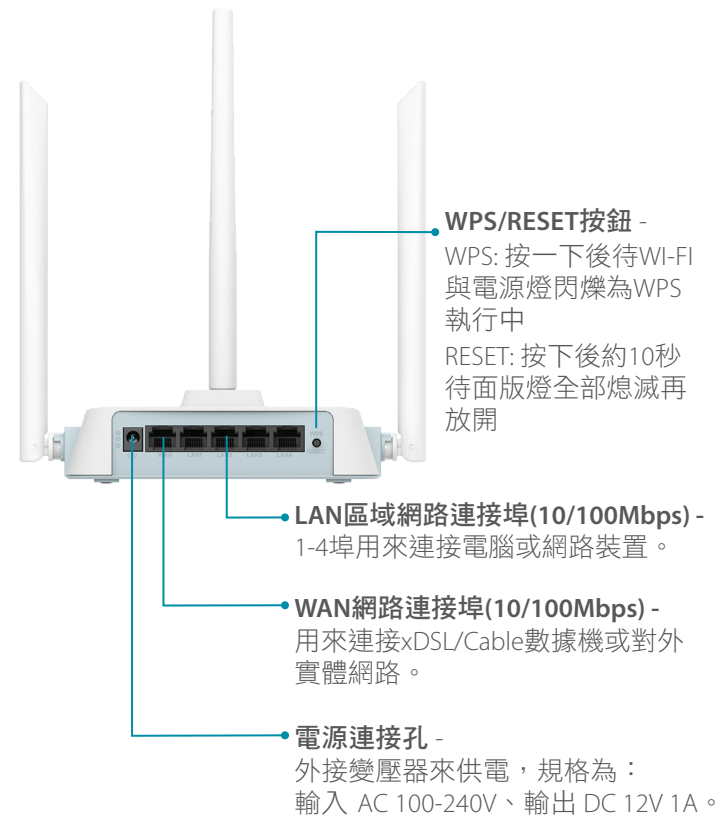 WPS/RESET按鈕 -
WPS: 按一下後待WI-FI
與電源燈閃爍為WPS
執行中
RESET: 按下後約10秒
待面版燈全部熄滅再
放開
WAN
LAN1
LAN2
LAN3
LAN4
LAN區域網路連接埠(10/100Mbps) -
1-4埠用來連接電腦或網路裝置。
WAN網路連接埠(10/100Mbps) -
用來連接xDSL/Cable數據機或對外
實體網路。
電源連接孔 -
外接變壓器來供電，規格為：
輸入 AC 100-240V、輸出 DC 12V 1A。